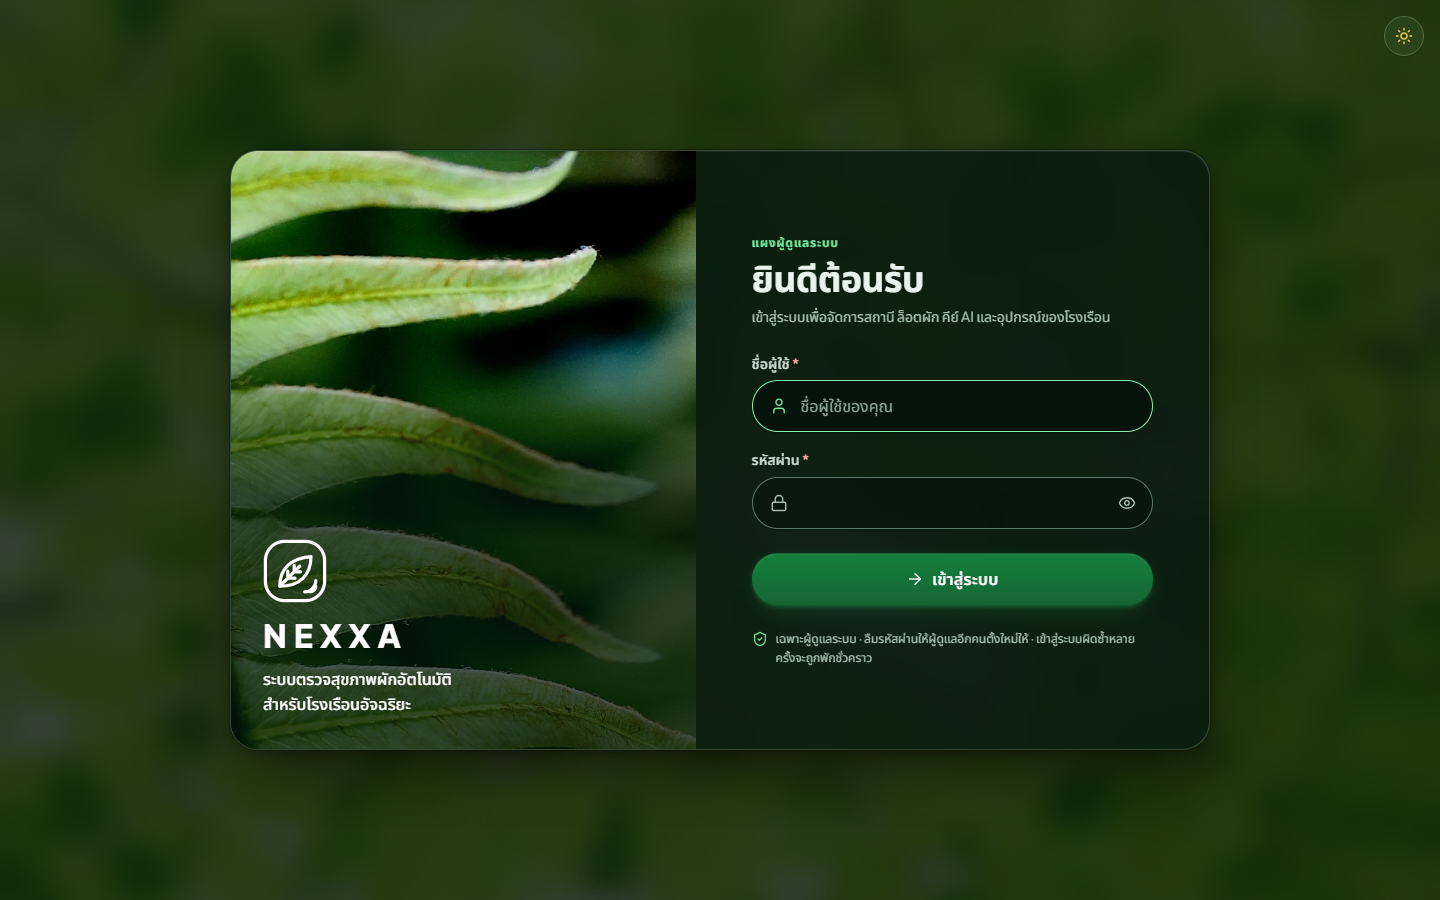 NEXXA
ระบบตรวจสุขภาพผักอัตโนมัติ
สำหรับโรงเรือนอัจฉริยะ
แผงผู้ดูแลระบบ
ยินดีต้อนรับ
เข้าสู่ระบบเพื่อจัดการสถานี ล็อตผัก คีย์ AI และอุปกรณ์ของโรงเรือน
ชื่อผู้ใช้ *
ชื่อผู้ใช้ของคุณ
รหัสผ่าน *
เข้าสู่ระบบ
เฉพาะผู้ดูแลระบบ · ลืมรหัสผ่านให้ผู้ดูแลอีกคนตั้งใหม่ให้ · เข้าสู่ระบบผิดซ้ำหลาย
ครั้งจะถูกพักชั่วคราว